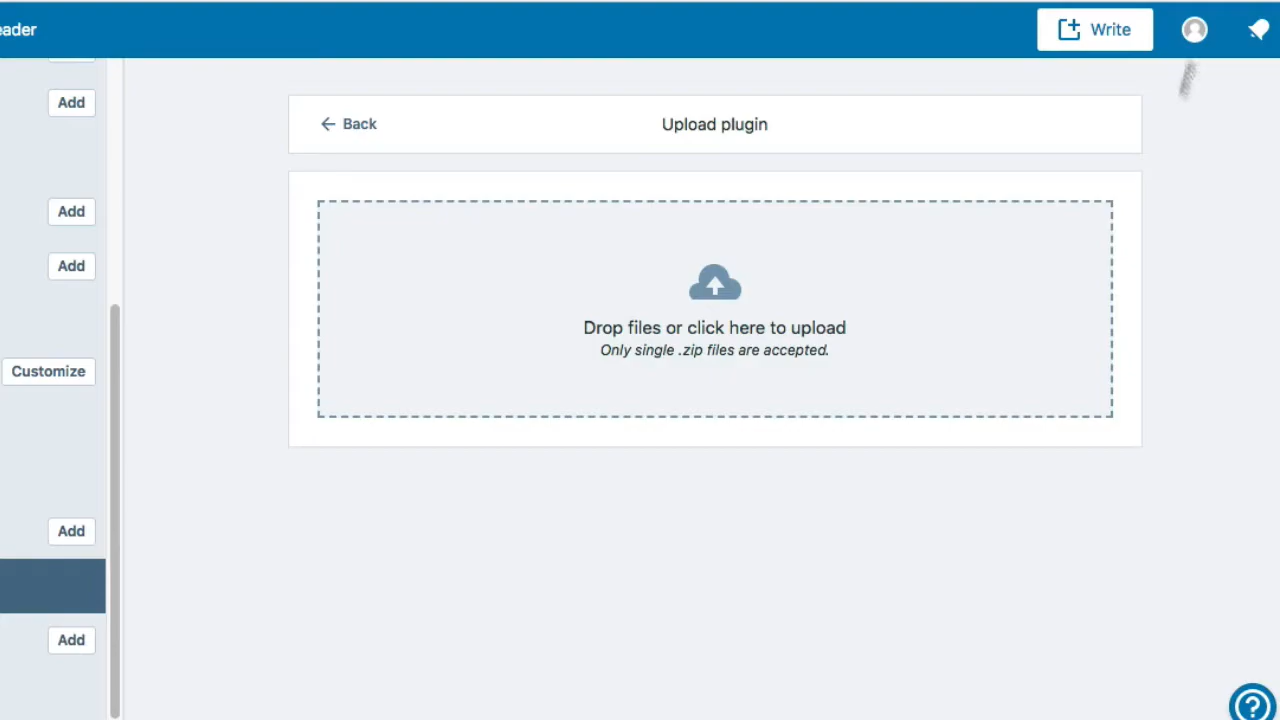 eader
Write
Add
Back
Upload plugin
Add
Add
Drop files or click here to upload
Only single .zip files are accepted.
Customize
Add
Add
?